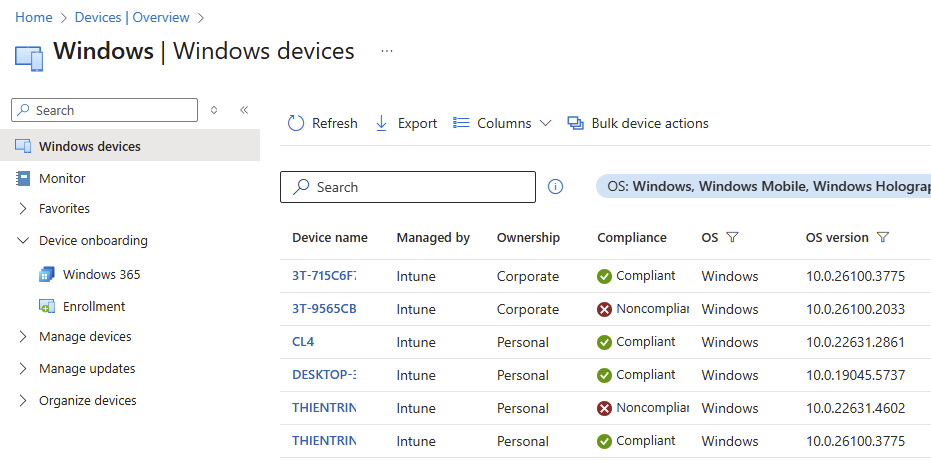 Home > Devices | Overview >
Windows | Windows devices ...
Search
Windows devices
Monitor
Favorites
Device onboarding
Windows 365
Enrollment
Manage devices
Manage updates
Organize devices
Refresh Export Columns Bulk device actions
Search
OS: Windows, Windows Mobile, Windows Holograp
Device name Managed by Ownership Compliance OS OS version
3T-715C6F7 Intune Corporate Compliant Windows 10.0.26100.3775
3T-9565CB Intune Corporate Noncomplian Windows 10.0.26100.2033
CL4 Intune Personal Compliant Windows 10.0.22631.2861
DESKTOP-3 Intune Personal Compliant Windows 10.0.19045.5737
THIENTRIN Intune Personal Noncomplian Windows 10.0.22631.4602
THIENTRIN Intune Personal Compliant Windows 10.0.26100.3775